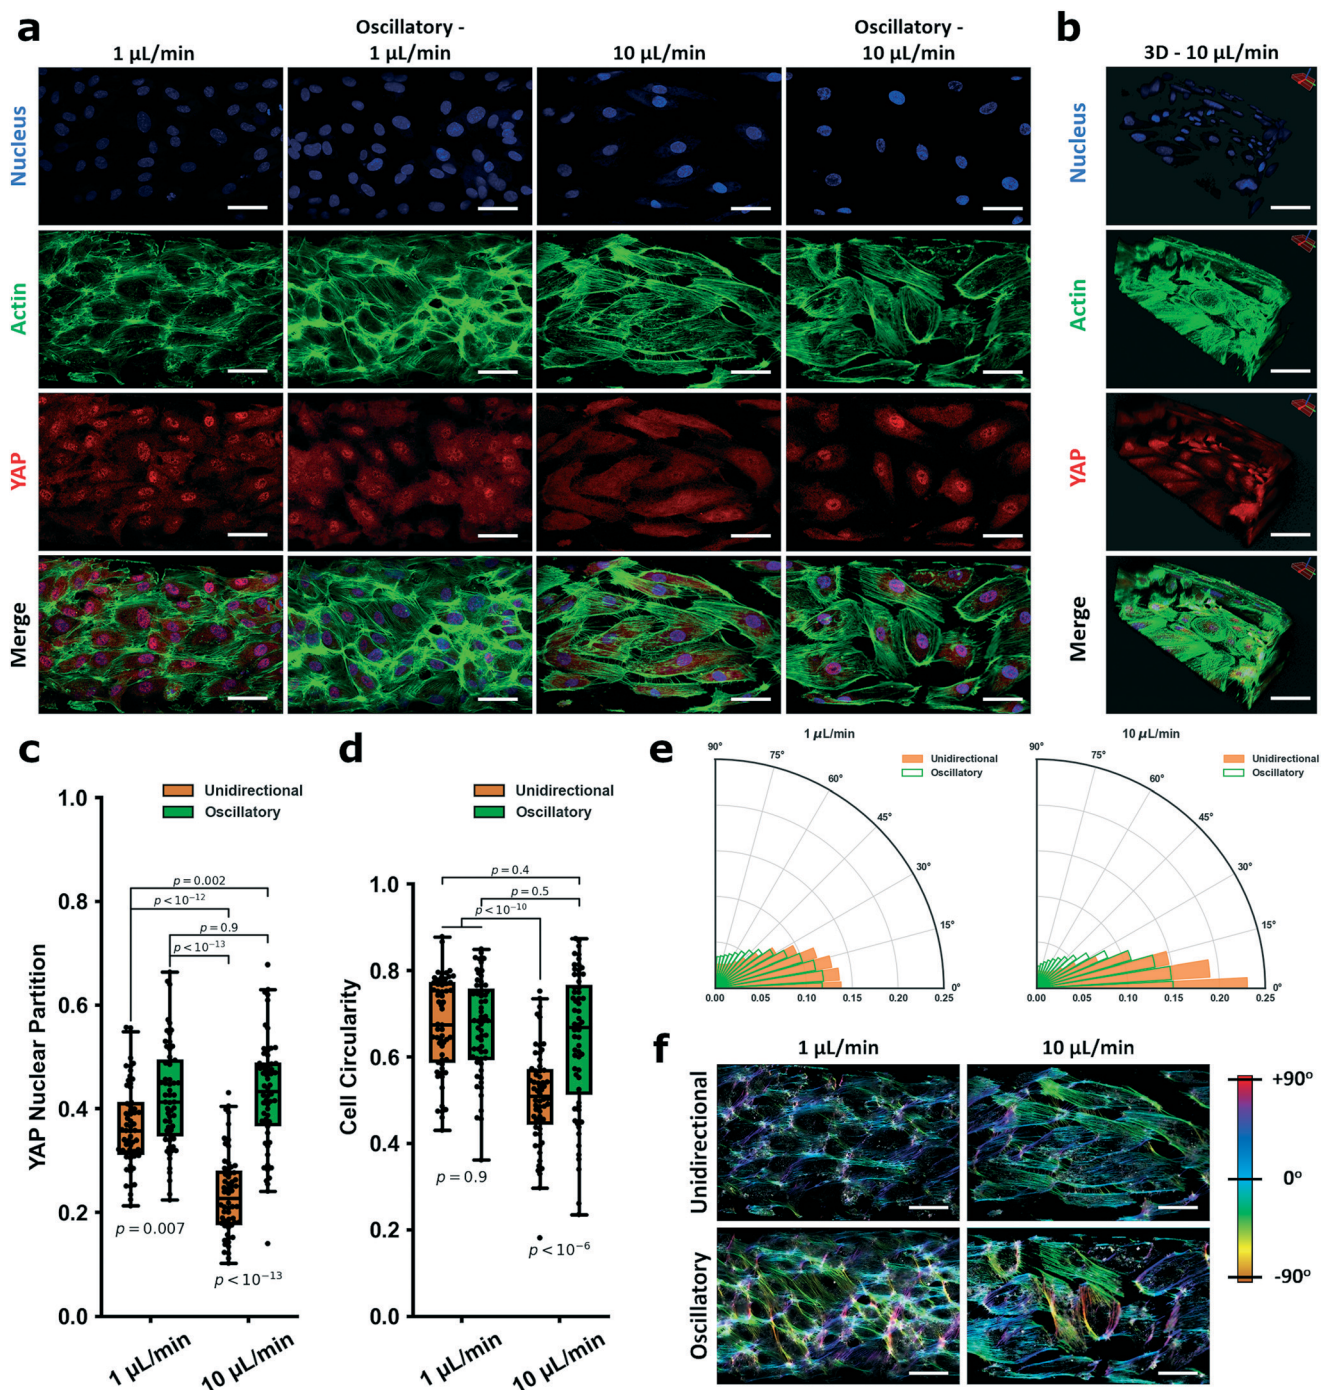 a
1 µL/min
Oscillatory -
1 µL/min
10 µL/min
Oscillatory -
10 µL/min
b
3D - 10 µL/min
Nucleus
Actin
YAP
Merge
Nucleus
Actin
YAP
Merge
c
Unidirectional
Oscillatory
YAP Nuclear Partition
1.0
0.8
0.6
0.4
0.2
0.0
p = 0.002
p < 10⁻¹²
p = 0.9
p < 10⁻¹³
p = 0.007
p < 10⁻¹³
1 µL/min
10 µL/min
d
Unidirectional
Oscillatory
Cell Circularity
1.0
0.8
0.6
0.4
0.2
0.0
p = 0.4
p = 0.5
p < 10⁻¹⁰
p = 0.9
p < 10⁻⁶
1 µL/min
10 µL/min
e
1 µL/min
Unidirectional
Oscillatory
90°
75°
60°
45°
30°
15°
0°
0.00 0.05 0.10 0.15 0.20 0.25
10 µL/min
Unidirectional
Oscillatory
90°
75°
60°
45°
30°
15°
0°
0.00 0.05 0.10 0.15 0.20 0.25
f
1 µL/min
10 µL/min
Unidirectional
Oscillatory
+90°
0°
-90°